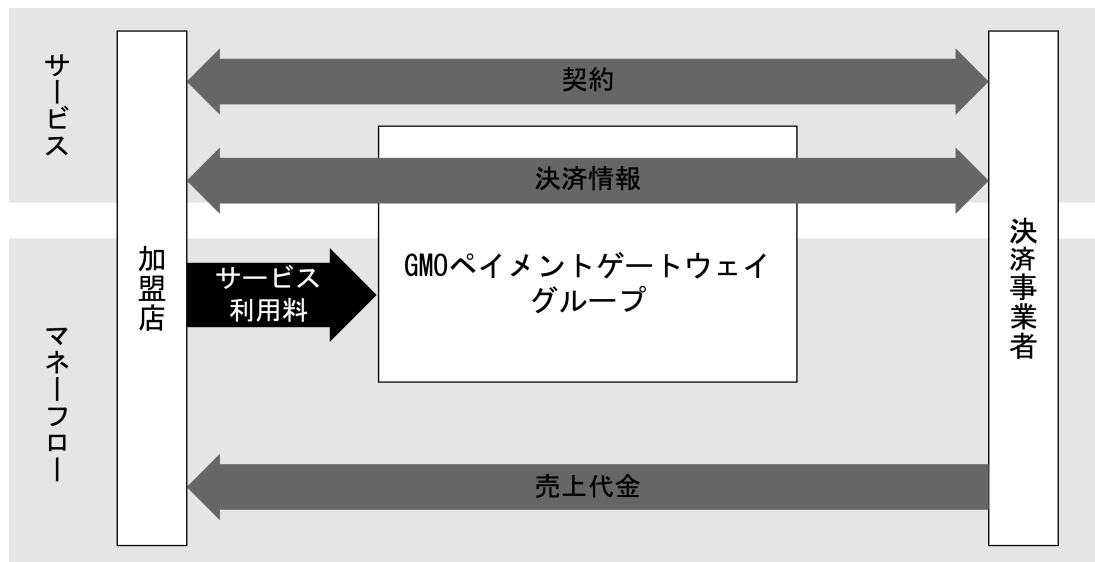 サービス
契約
決済情報
加盟店
決済事業者
サービス
利用料
GMOペイメントゲートウェイ
グループ
マネーフロー
売上代金